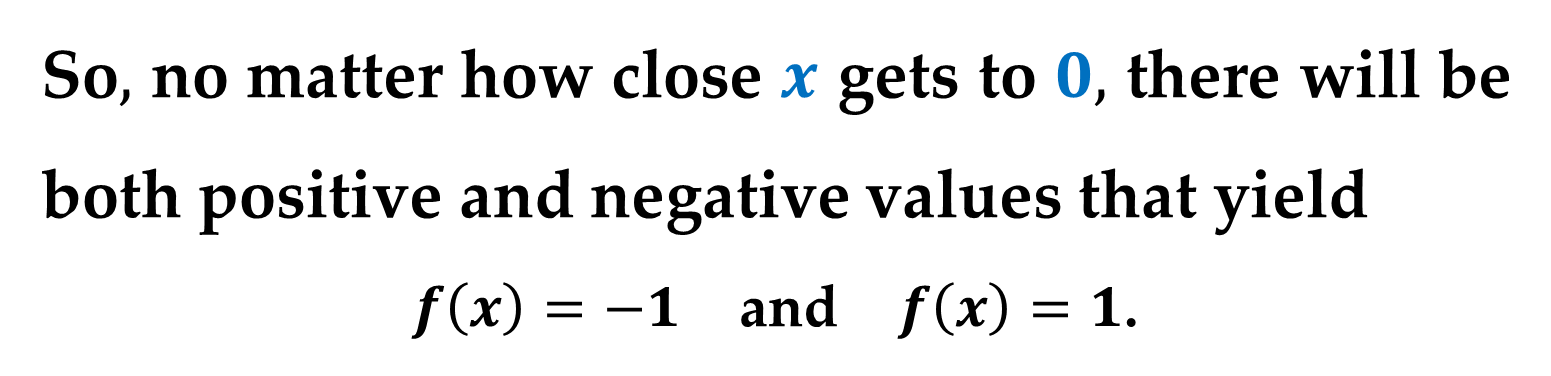 So, no matter how close x gets to 0, there will be
both positive and negative values that yield
f(x) = −1 and f(x) = 1.